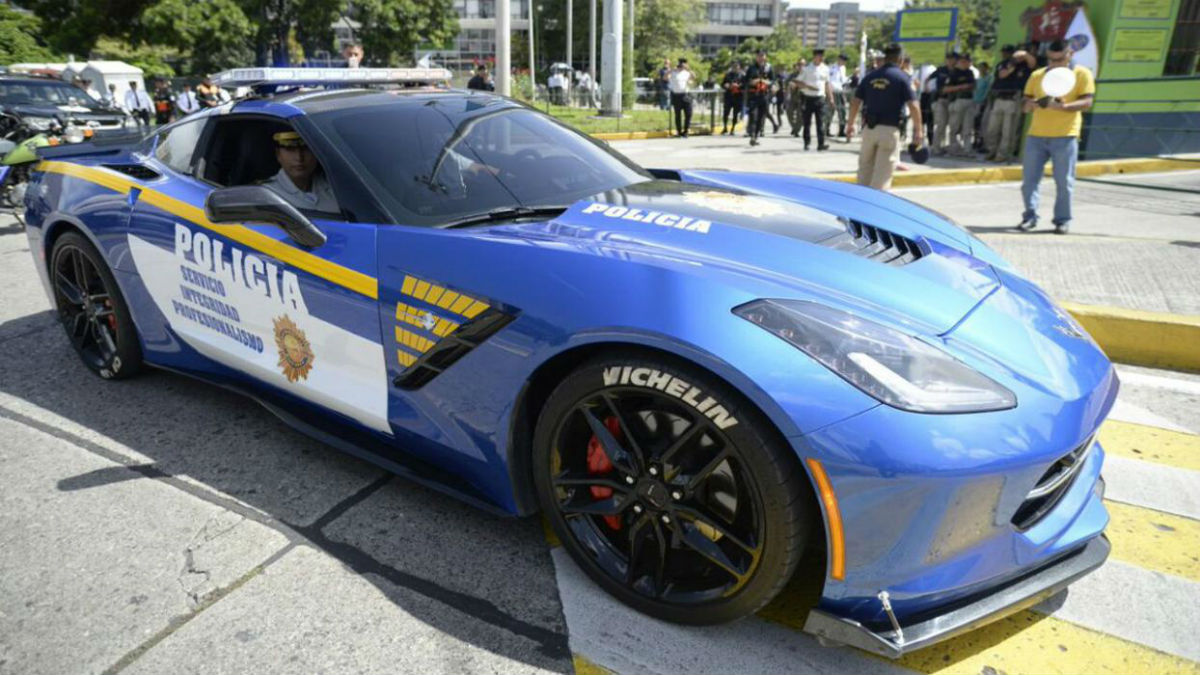 POLICIA
POLICIA
SERVICIO
INTEGRIDAD
PROFESIONALISMO
MICHELIN